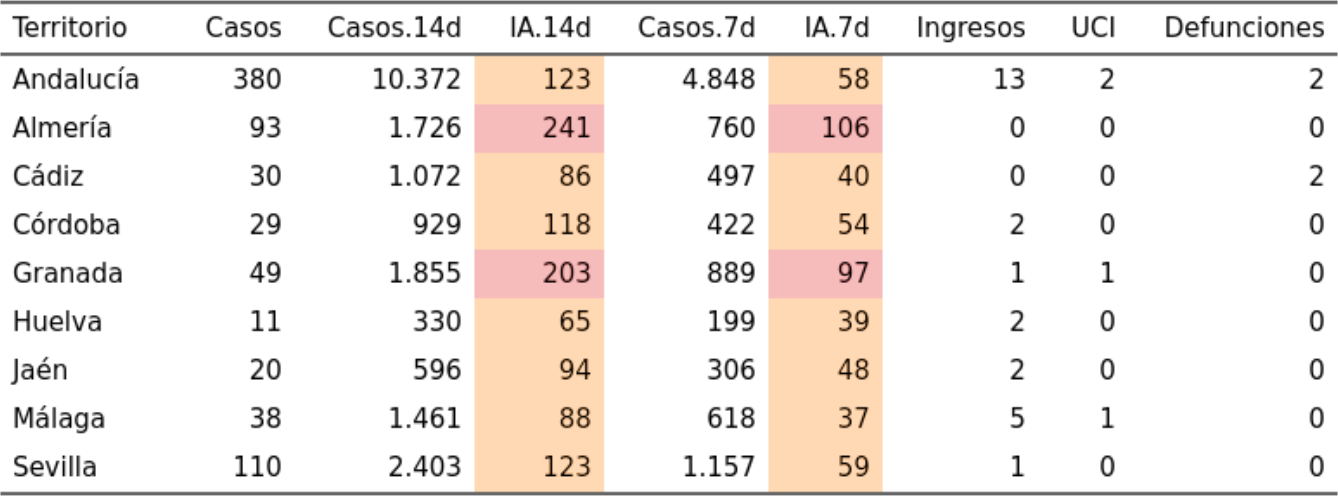 Territorio Casos Casos.14d IA.14d Casos.7d IA.7d Ingresos UCI Defunciones
Andalucía 380 10.372 123 4.848 58 13 2 2
Almería 93 1.726 241 760 106 0 0 0
Cádiz 30 1.072 86 497 40 0 0 2
Córdoba 29 929 118 422 54 2 0 0
Granada 49 1.855 203 889 97 1 1 0
Huelva 11 330 65 199 39 2 0 0
Jaén 20 596 94 306 48 2 0 0
Málaga 38 1.461 88 618 37 5 1 0
Sevilla 110 2.403 123 1.157 59 1 0 0